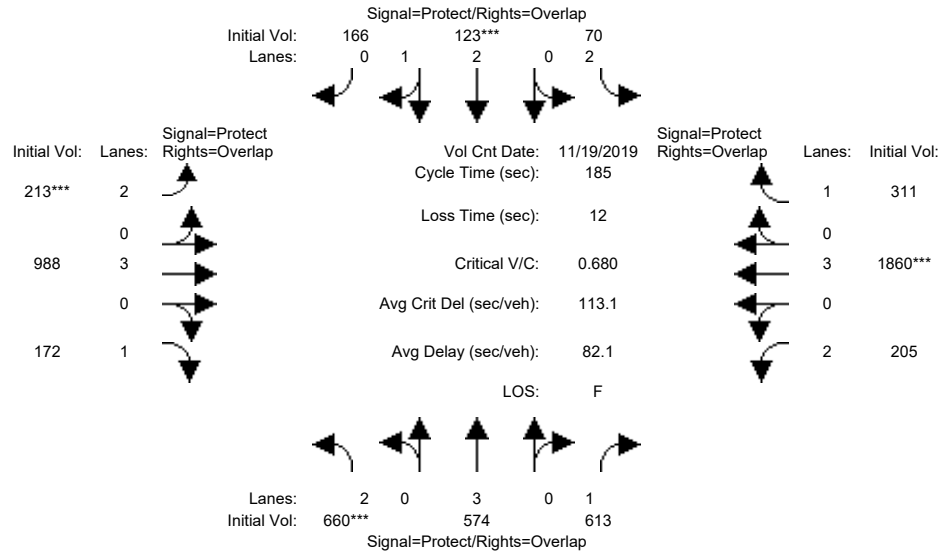 Signal=Protect/Rights=Overlap
Initial Vol: 166 123*** 70
Lanes: 0 1 2 0 2
Signal=Protect
Initial Vol: Lanes: Rights=Overlap
Vol Cnt Date: 11/19/2019
Signal=Protect
Rights=Overlap Lanes: Initial Vol:
Cycle Time (sec): 185
213*** 2
1 311
Loss Time (sec): 12
0
0
988 3
Critical V/C: 0.680
3 1860***
0
Avg Crit Del (sec/veh): 113.1
0
172 1
Avg Delay (sec/veh): 82.1
2 205
LOS: F
Lanes: 2 0 3 0 1
Initial Vol: 660*** 574 613
Signal=Protect/Rights=Overlap